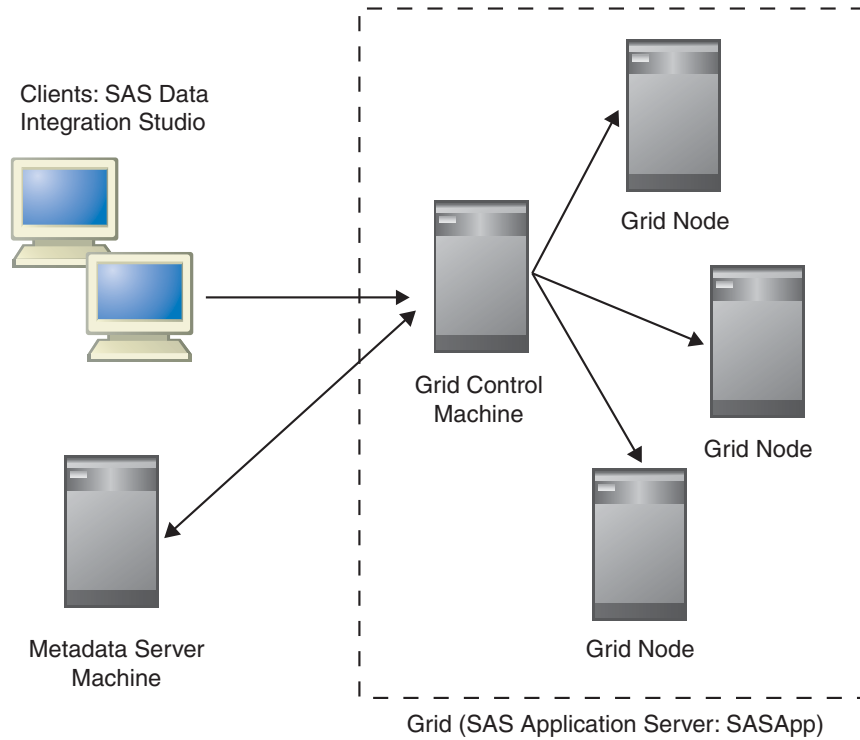 Clients: SAS Data
Integration Studio
Grid Node
Grid Control
Machine
Grid Node
Metadata Server
Machine
Grid Node
Grid (SAS Application Server: SASApp)